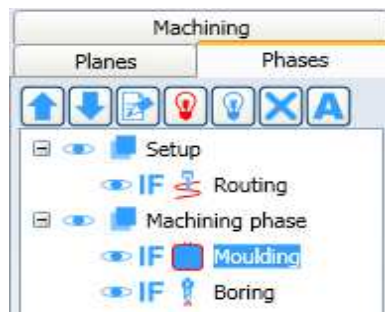 Machining
Planes Phases
A
Setup
IF Routing
Machining phase
IF Moulding
IF Boring